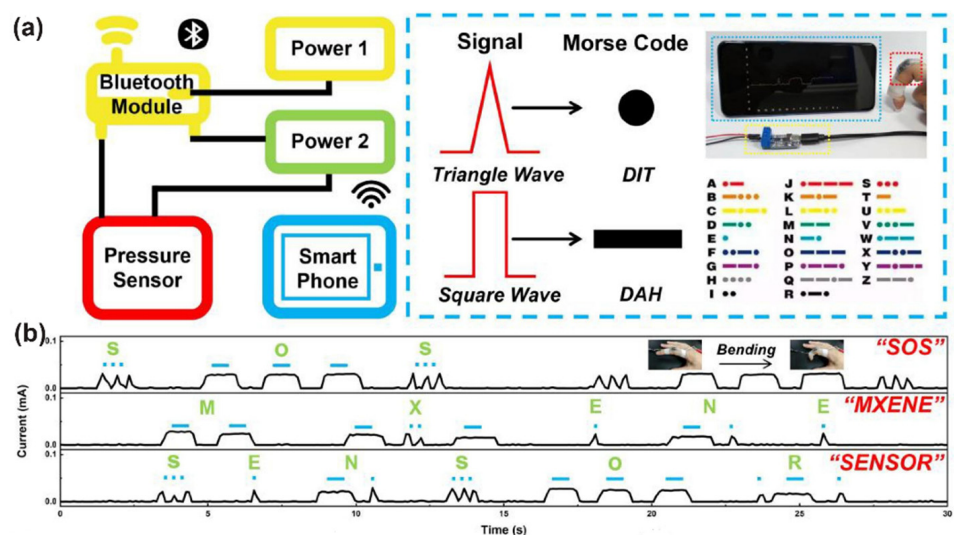 (a)
Bluetooth
Module
Power 1
Power 2
Pressure
Sensor
Smart
Phone
Signal
Morse Code
Triangle Wave
DIT
Square Wave
DAH
A
B
C
D
E
F
G
H
I
J
K
L
M
N
O
P
Q
R
S
T
U
V
W
X
Y
Z
(b)
Current (mA)
0.1
0.0
S O S
Bending
"SOS"
0.1
0.0
M X E N E
"MXENE"
0.1
0.0
S E N S O R
"SENSOR"
0 5 10 15 20 25 30
Time (s)